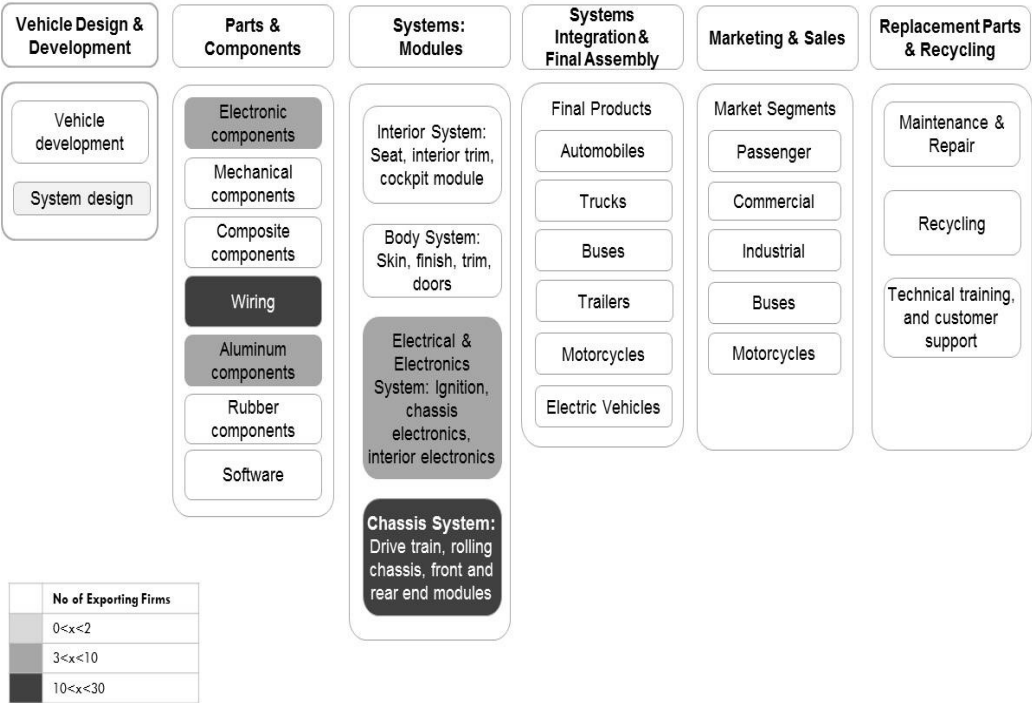 Vehicle Design &
Development
Parts &
Components
Systems:
Modules
Systems
Integration &
Final Assembly
Marketing & Sales
Replacement Parts
& Recycling
Vehicle
development
System design
Electronic
components
Mechanical
components
Composite
components
Wiring
Aluminum
components
Rubber
components
Software
Interior System:
Seat, interior trim,
cockpit module
Body System:
Skin, finish, trim,
doors
Electrical &
Electronics
System: Ignition,
chassis
electronics,
interior electronics
Chassis System:
Drive train, rolling
chassis, front and
rear end modules
Final Products
Automobiles
Trucks
Buses
Trailers
Motorcycles
Electric Vehicles
Market Segments
Passenger
Commercial
Industrial
Buses
Motorcycles
Maintenance &
Repair
Recycling
Technical training,
and customer
support
No of Exporting Firms
0<x<2
3<x<10
10<x<30